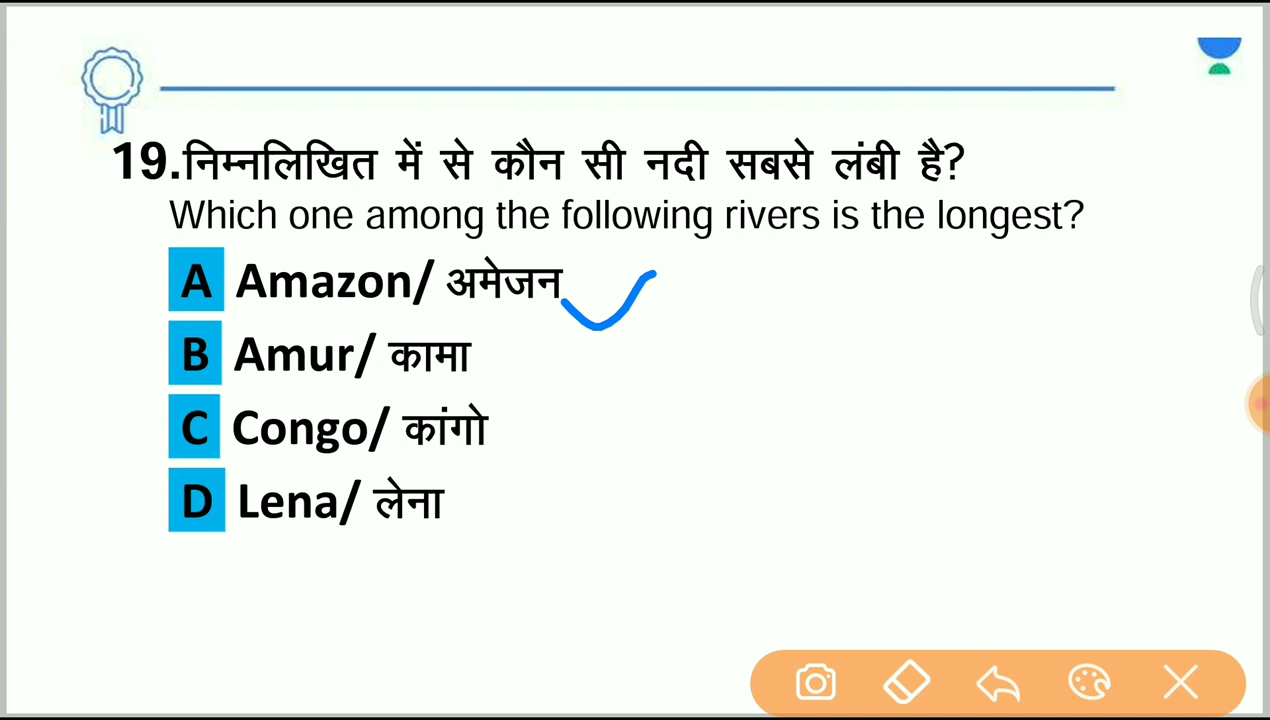 19.निम्नलिखित में से कौन सी नदी सबसे लंबी है?
Which one among the following rivers is the longest?
A Amazon/ अमेजन
B Amur/ कामा
C Congo/ कांगो
D Lena/ लेना